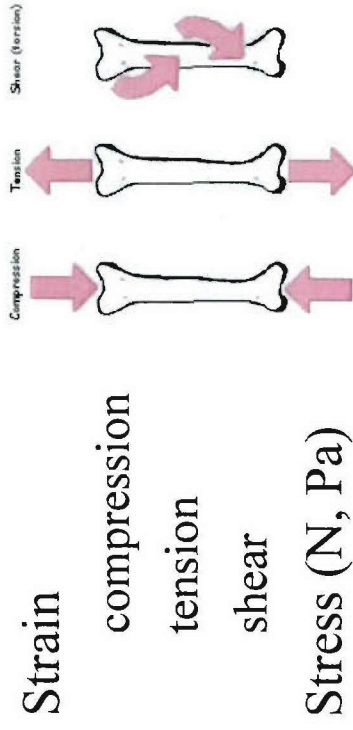 Strain
compression
tension
shear
Stress (N, Pa)
Compression
Tension
Shear (torsion)